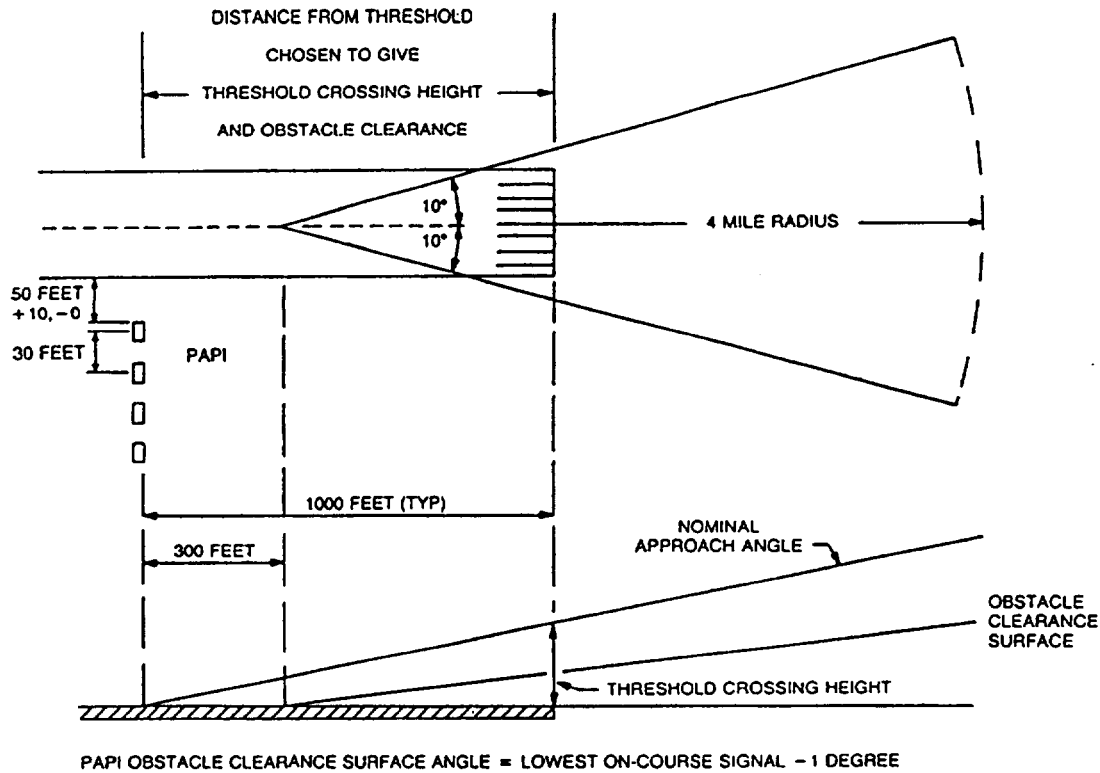 DISTANCE FROM THRESHOLD
CHOSEN TO GIVE
THRESHOLD CROSSING HEIGHT
AND OBSTACLE CLEARANCE
10°
10°
4 MILE RADIUS
50 FEET
+10, -0
30 FEET
PAPI
1000 FEET (TYP)
300 FEET
NOMINAL
APPROACH ANGLE
OBSTACLE
CLEARANCE
SURFACE
THRESHOLD CROSSING HEIGHT
PAPI OBSTACLE CLEARANCE SURFACE ANGLE = LOWEST ON-COURSE SIGNAL - 1 DEGREE